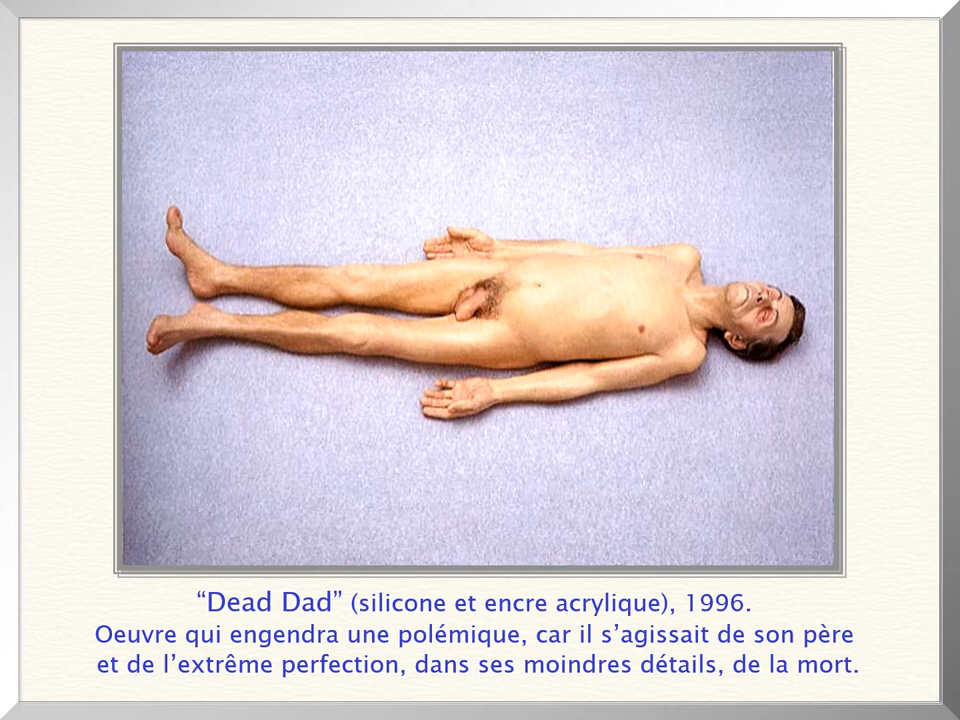 “Dead Dad” (silicone et encre acrylique), 1996.
Oeuvre qui engendra une polémique, car il s’agissait de son père
et de l’extrême perfection, dans ses moindres détails, de la mort.